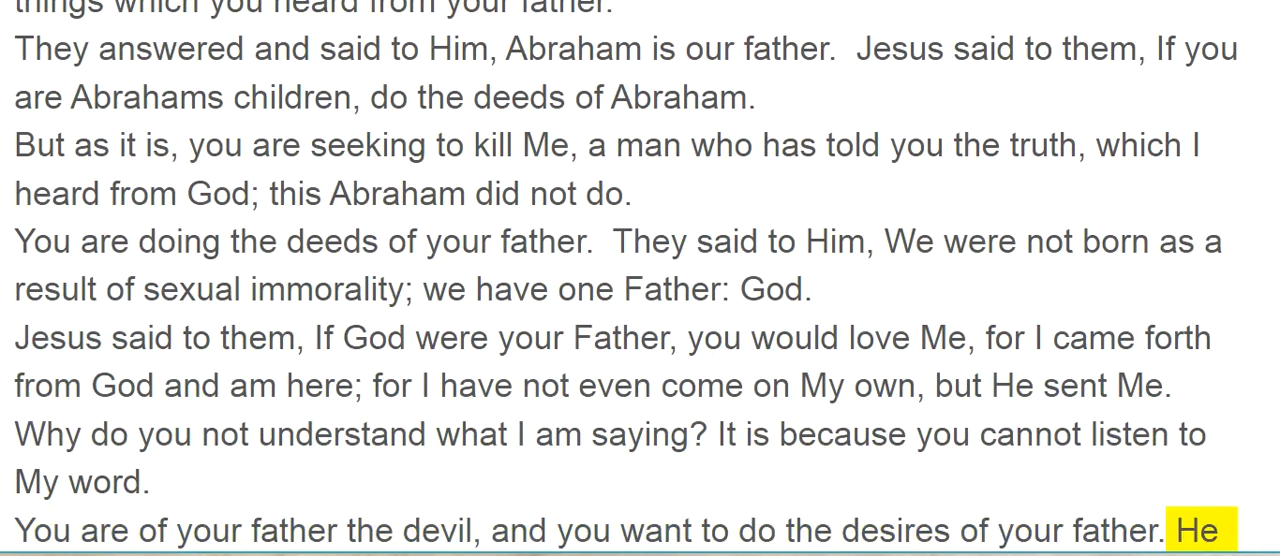 things which you heard from your father.
They answered and said to Him, Abraham is our father.  Jesus said to them, If you
are Abrahams children, do the deeds of Abraham.
But as it is, you are seeking to kill Me, a man who has told you the truth, which I
heard from God; this Abraham did not do.
You are doing the deeds of your father.  They said to Him, We were not born as a
result of sexual immorality; we have one Father: God.
Jesus said to them, If God were your Father, you would love Me, for I came forth
from God and am here; for I have not even come on My own, but He sent Me.
Why do you not understand what I am saying? It is because you cannot listen to
My word.
You are of your father the devil, and you want to do the desires of your father. He